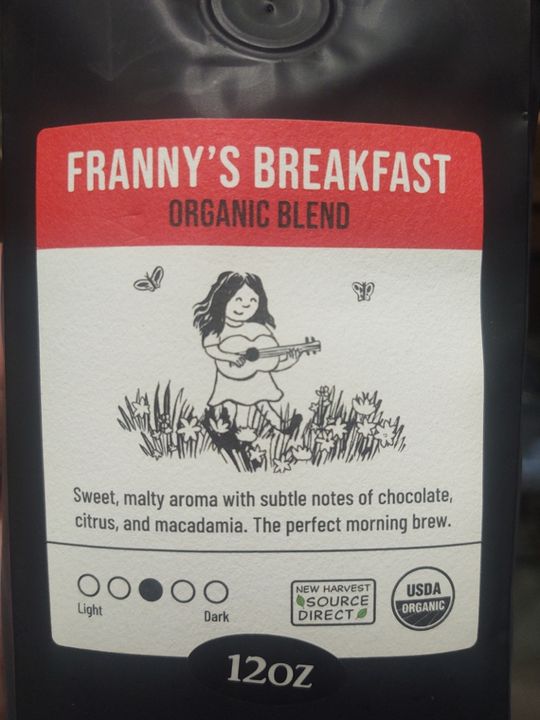 FRANNY'S BREAKFAST
ORGANIC BLEND
Sweet, malty aroma with subtle notes of chocolate,
citrus, and macadamia. The perfect morning brew.
Light
Dark
NEW HARVEST
SOURCE
DIRECT
USDA
ORGANIC
12OZ